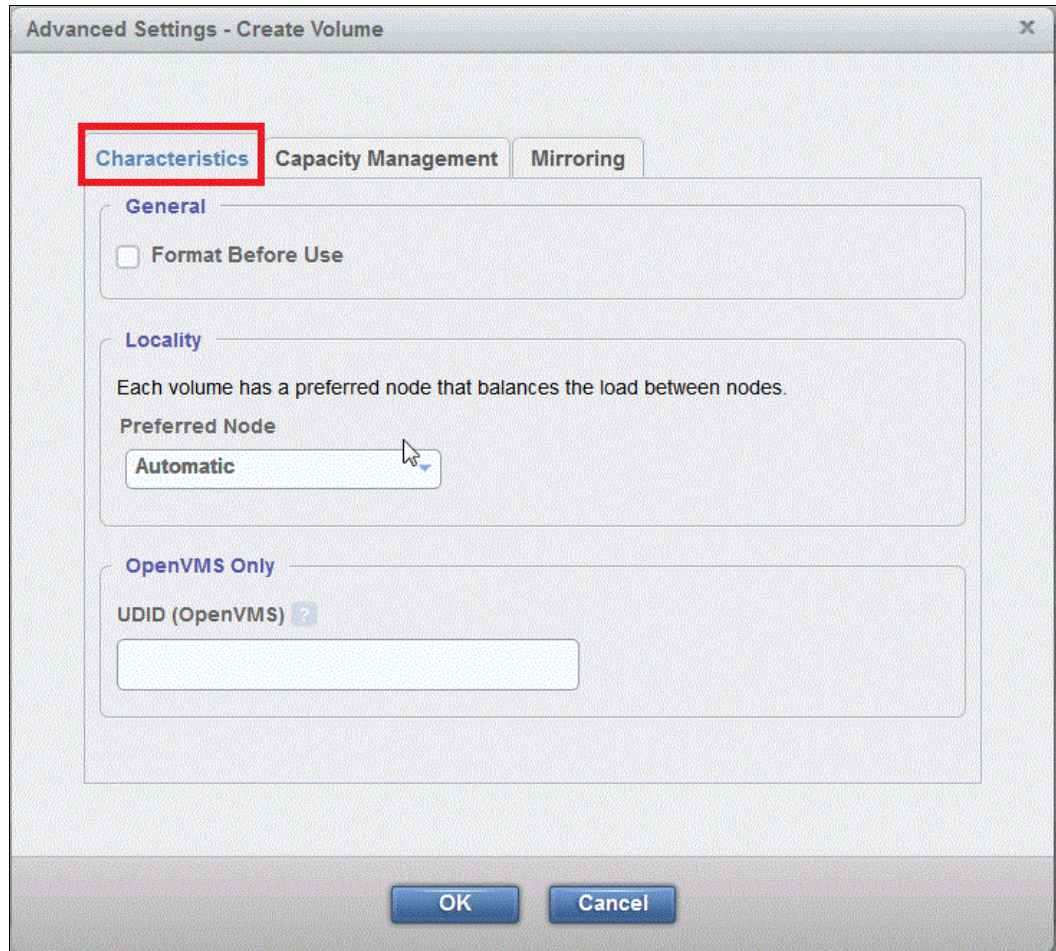 Advanced Settings - Create Volume
x
Characteristics Capacity Management Mirroring
General
Format Before Use
Locality
Each volume has a preferred node that balances the load between nodes.
Preferred Node
Automatic
OpenVMS Only
UDID (OpenVMS) ?
OK Cancel